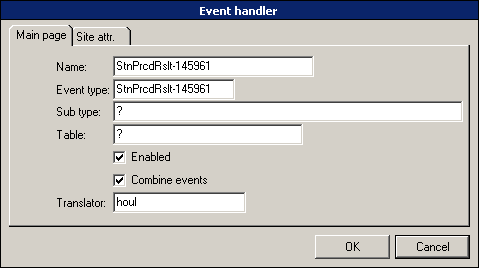 Event handler
Main page Site attr.
Name: StnPrcdRslt-145961
Event type: StnPrcdRslt-145961
Sub type: ?
Table: ?
Enabled
Combine events
Translator: houl
OK Cancel